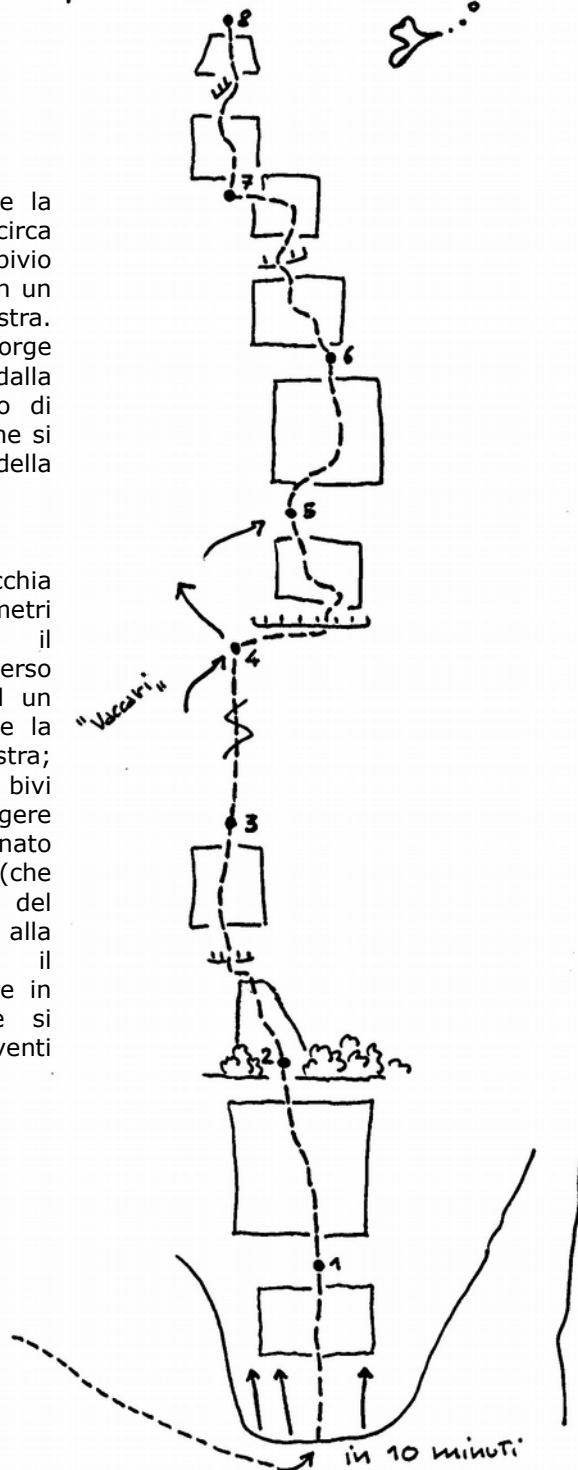 8
e la
circa
7
bivio
n un
stra.
orge
6
dalla
o di
ne si
della
5
cchia
metri
il
4
erso
"Vaccari"
l un
e la
stra;
bivi
3
gere
nato
(che
del
alla
il
e in
e si
venti
2
1
in 10 minuti